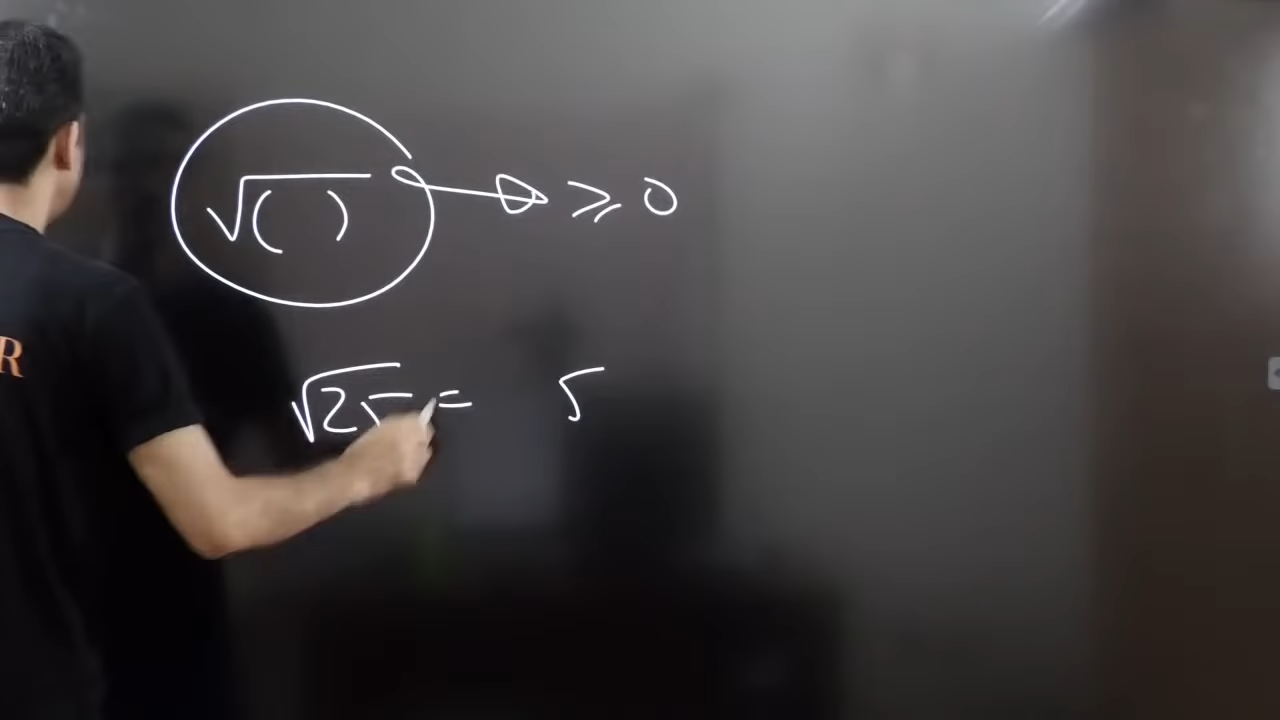 √( ) → ≥ 0
√25 = 5
R